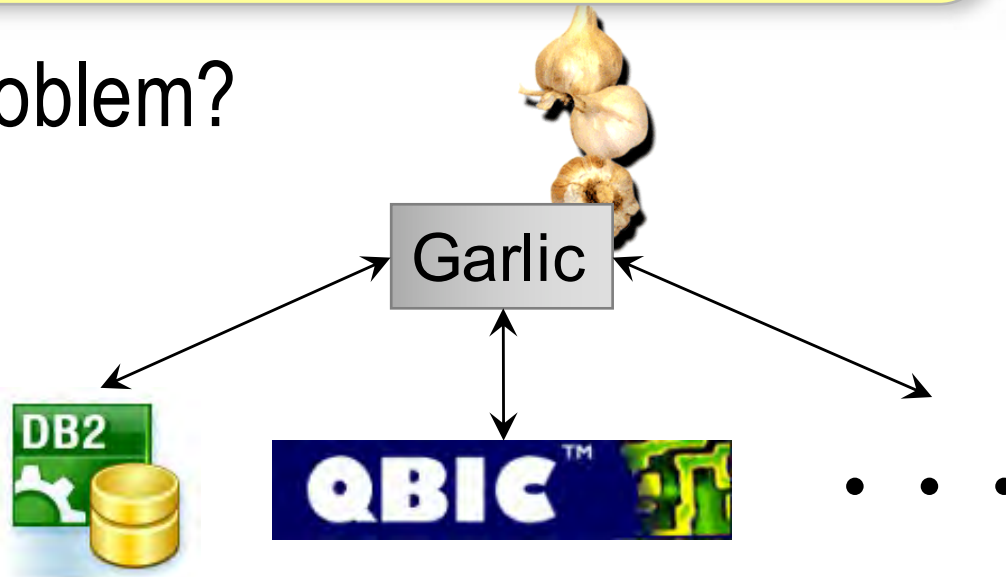 oblem?
Garlic
DB2
QBIC™
. . .